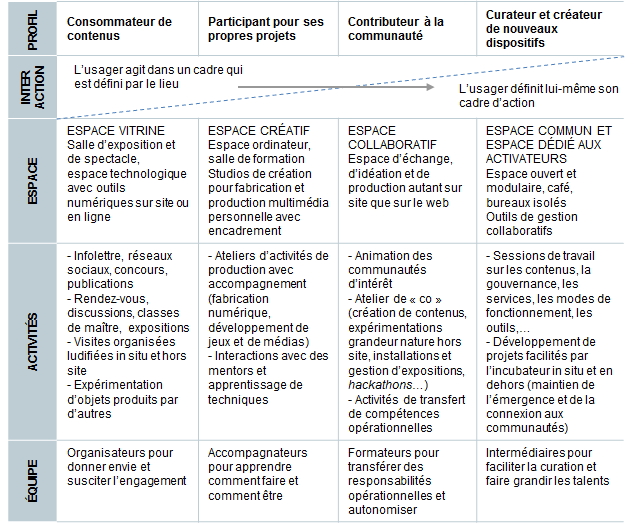 PROFIL
Consommateur de
contenus
Participant pour ses
propres projets
Contributeur à la
communauté
Curateur et créateur
de nouveaux
dispositifs
INTER
ACTION
L'usager agit dans un cadre qui
est défini par le lieu
L'usager définit lui-même son
cadre d'action
ESPACE
ESPACE VITRINE
Salle d'exposition et
de spectacle,
espace technologique
avec outils
numériques sur site ou
en ligne
ESPACE CRÉATIF
Espace ordinateur,
salle de formation
Studios de création
pour fabrication et
production multimédia
personnelle avec
encadrement
ESPACE
COLLABORATIF
Espace d'échange,
d'idéation et de
production autant sur
site que sur le web
ESPACE COMMUN ET
ESPACE DÉDIÉ AUX
ACTIVATEURS
Espace ouvert et
modulaire, café,
bureaux isolés
Outils de gestion
collaboratifs
ACTIVITÉS
- Infolettre, réseaux
sociaux, concours,
publications
- Rendez-vous,
discussions, classes
de maître, expositions
- Visites organisées
ludifiées in situ et hors
site
- Expérimentation
d'objets produits par
d'autres
- Ateliers d'activités de
production avec
accompagnement
(fabrication
numérique,
développement de
jeux et de médias)
- Interactions avec des
mentors et
apprentissage de
techniques
- Animation des
communautés
d'intérêt
- Atelier de « co »
(création de contenus,
expérimentations
grandeur nature hors
site, installations et
gestion d'expositions,
hackathons…)
- Activités de transfert
de compétences
opérationnelles
- Sessions de travail
sur les contenus, la
gouvernance, les
services, les modes de
fonctionnement, les
outils,…
- Développement de
projets facilités par
l'incubateur in situ et en
dehors (maintien de
l'émergence et de la
connexion aux
communautés)
ÉQUIPE
Organisateurs pour
donner envie et
susciter l'engagement
Accompagnateurs
pour apprendre
comment faire et
comment être
Formateurs pour
transférer des
responsabilités
opérationnelles et
autonomiser
Intermédiaires pour
faciliter la curation et
faire grandir les talents